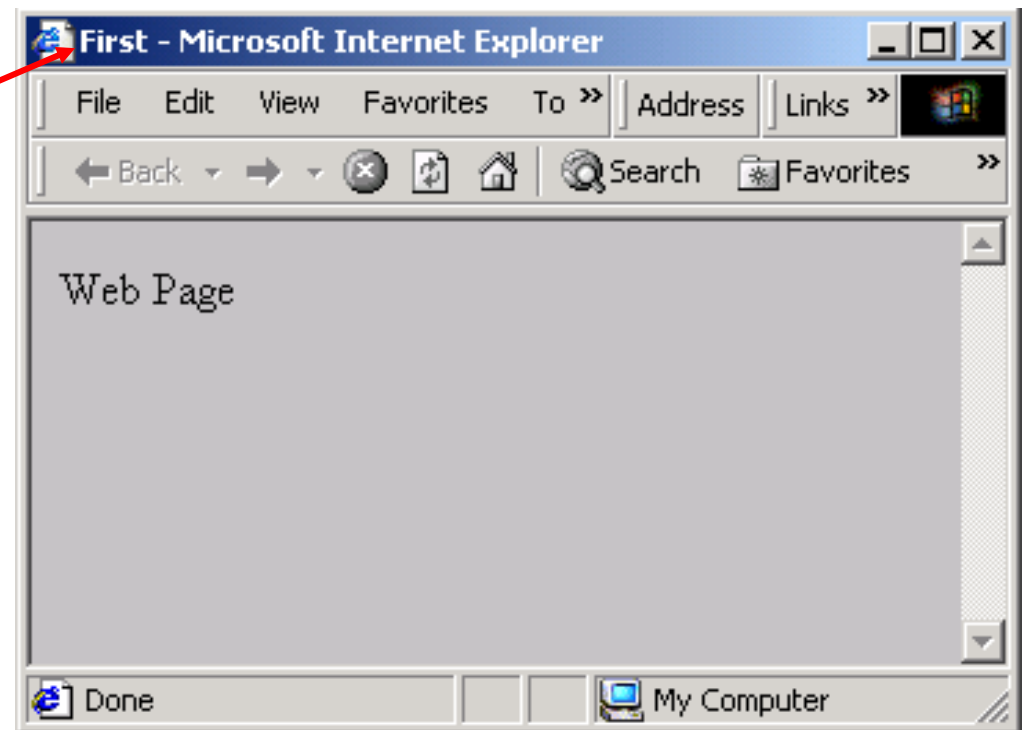 First - Microsoft Internet Explorer
File Edit View Favorites To » Address Links »
Back Search Favorites »
Web Page
Done My Computer